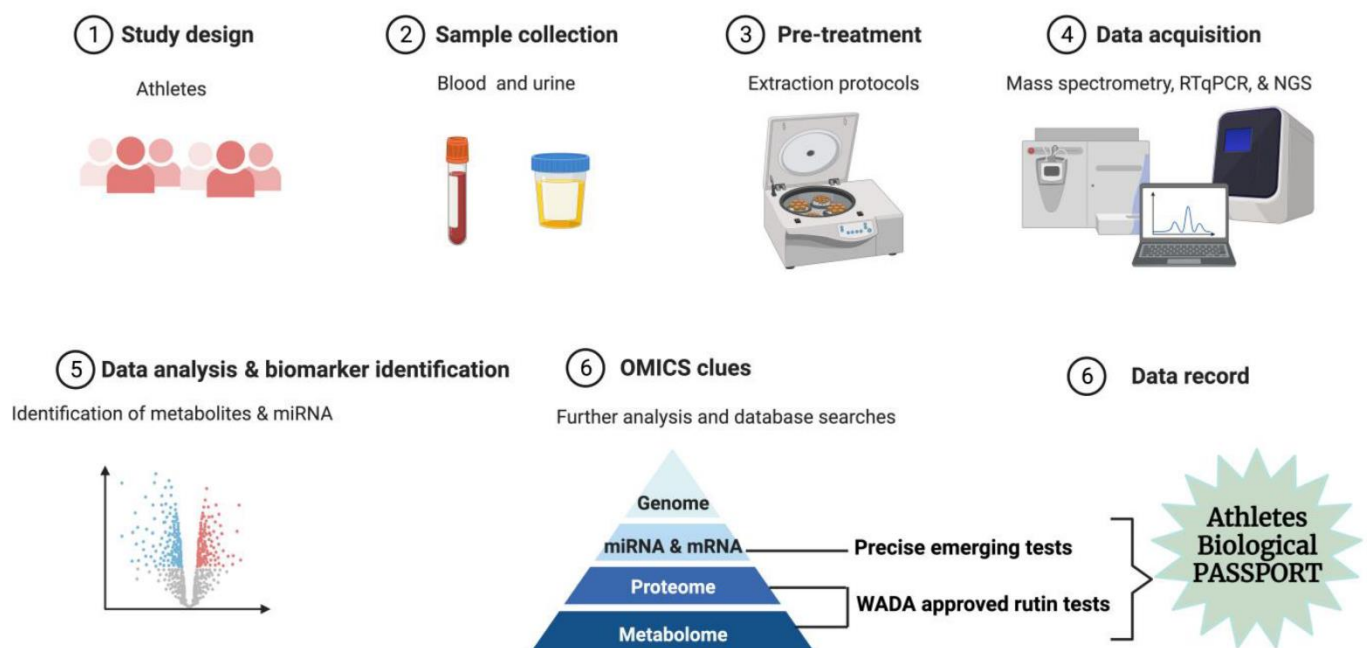 1 Study design
Athletes
2 Sample collection
Blood and urine
3 Pre-treatment
Extraction protocols
4 Data acquisition
Mass spectrometry, RTqPCR, & NGS
5 Data analysis & biomarker identification
Identification of metabolites & miRNA
6 OMICS clues
Further analysis and database searches
Genome
miRNA & mRNA
Proteome
Metabolome
Precise emerging tests
WADA approved rutin tests
6 Data record
Athletes
Biological
PASSPORT